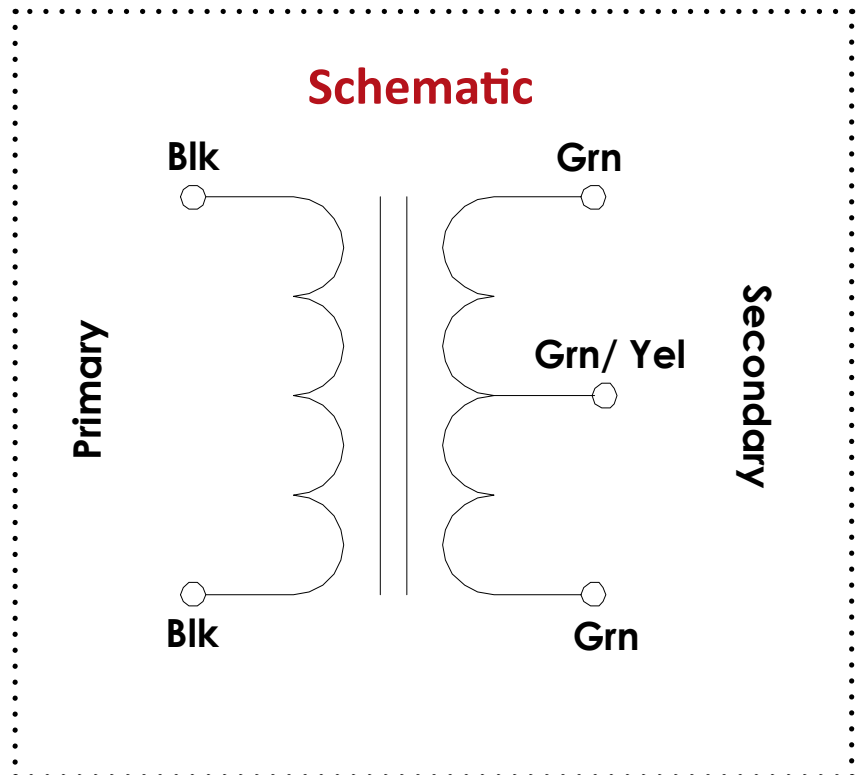 Schematic
Blk
Grn
Primary
Grn/ Yel
Secondary
Blk
Grn